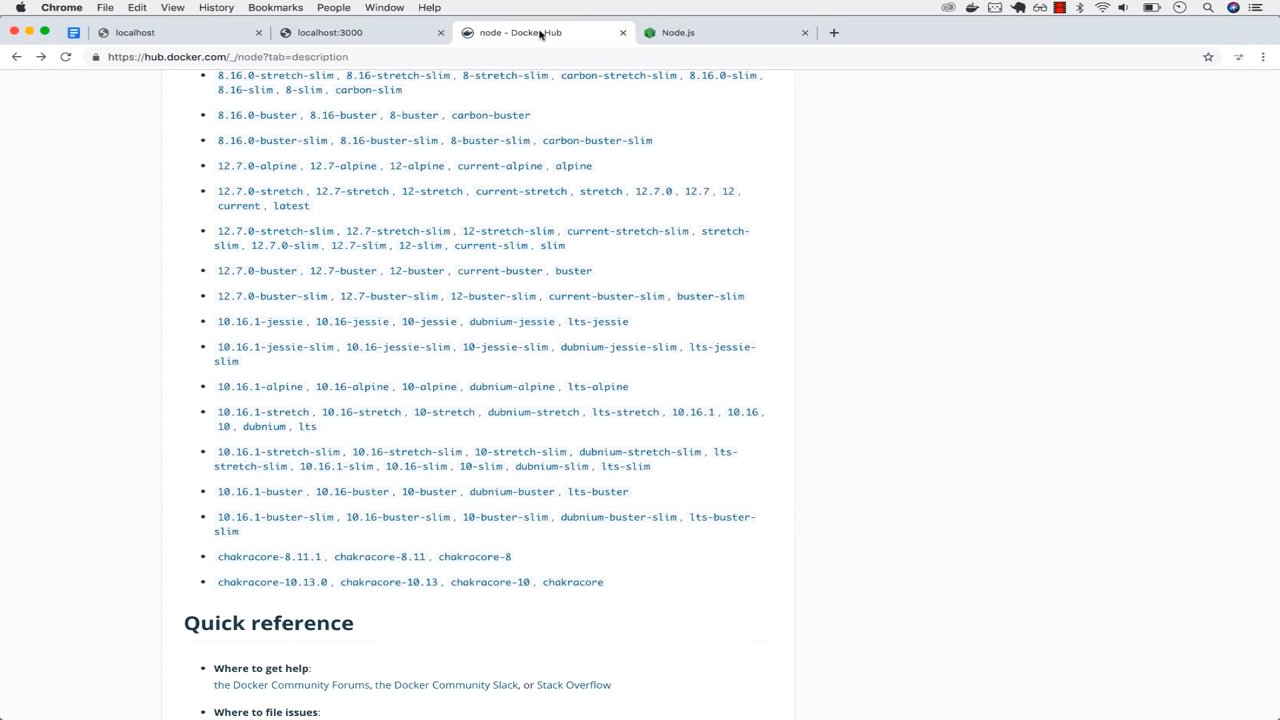 Chrome File Edit View History Bookmarks People Window Help
localhost
localhost:3000
node - Docker Hub
Node.js
https://hub.docker.com/_/node?tab=description
8.16.0-stretch-slim, 8.16-stretch-slim, 8-stretch-slim, carbon-stretch-slim, 8.16.0-slim,
8.16-slim, 8-slim, carbon-slim
8.16.0-buster, 8.16-buster, 8-buster, carbon-buster
8.16.0-buster-slim, 8.16-buster-slim, 8-buster-slim, carbon-buster-slim
12.7.0-alpine, 12.7-alpine, 12-alpine, current-alpine, alpine
12.7.0-stretch, 12.7-stretch, 12-stretch, current-stretch, stretch, 12.7.0, 12.7, 12,
current, latest
12.7.0-stretch-slim, 12.7-stretch-slim, 12-stretch-slim, current-stretch-slim, stretch-
slim, 12.7.0-slim, 12.7-slim, 12-slim, current-slim, slim
12.7.0-buster, 12.7-buster, 12-buster, current-buster, buster
12.7.0-buster-slim, 12.7-buster-slim, 12-buster-slim, current-buster-slim, buster-slim
10.16.1-jessie, 10.16-jessie, 10-jessie, dubnium-jessie, lts-jessie
10.16.1-jessie-slim, 10.16-jessie-slim, 10-jessie-slim, dubnium-jessie-slim, lts-jessie-
slim
10.16.1-alpine, 10.16-alpine, 10-alpine, dubnium-alpine, lts-alpine
10.16.1-stretch, 10.16-stretch, 10-stretch, dubnium-stretch, lts-stretch, 10.16.1, 10.16,
10, dubnium, lts
10.16.1-stretch-slim, 10.16-stretch-slim, 10-stretch-slim, dubnium-stretch-slim, lts-
stretch-slim, 10.16.1-slim, 10.16-slim, 10-slim, dubnium-slim, lts-slim
10.16.1-buster, 10.16-buster, 10-buster, dubnium-buster, lts-buster
10.16.1-buster-slim, 10.16-buster-slim, 10-buster-slim, dubnium-buster-slim, lts-buster-
slim
chakracore-8.11.1, chakracore-8.11, chakracore-8
chakracore-10.13.0, chakracore-10.13, chakracore-10, chakracore
Quick reference
Where to get help:
the Docker Community Forums, the Docker Community Slack, or Stack Overflow
Where to file issues: